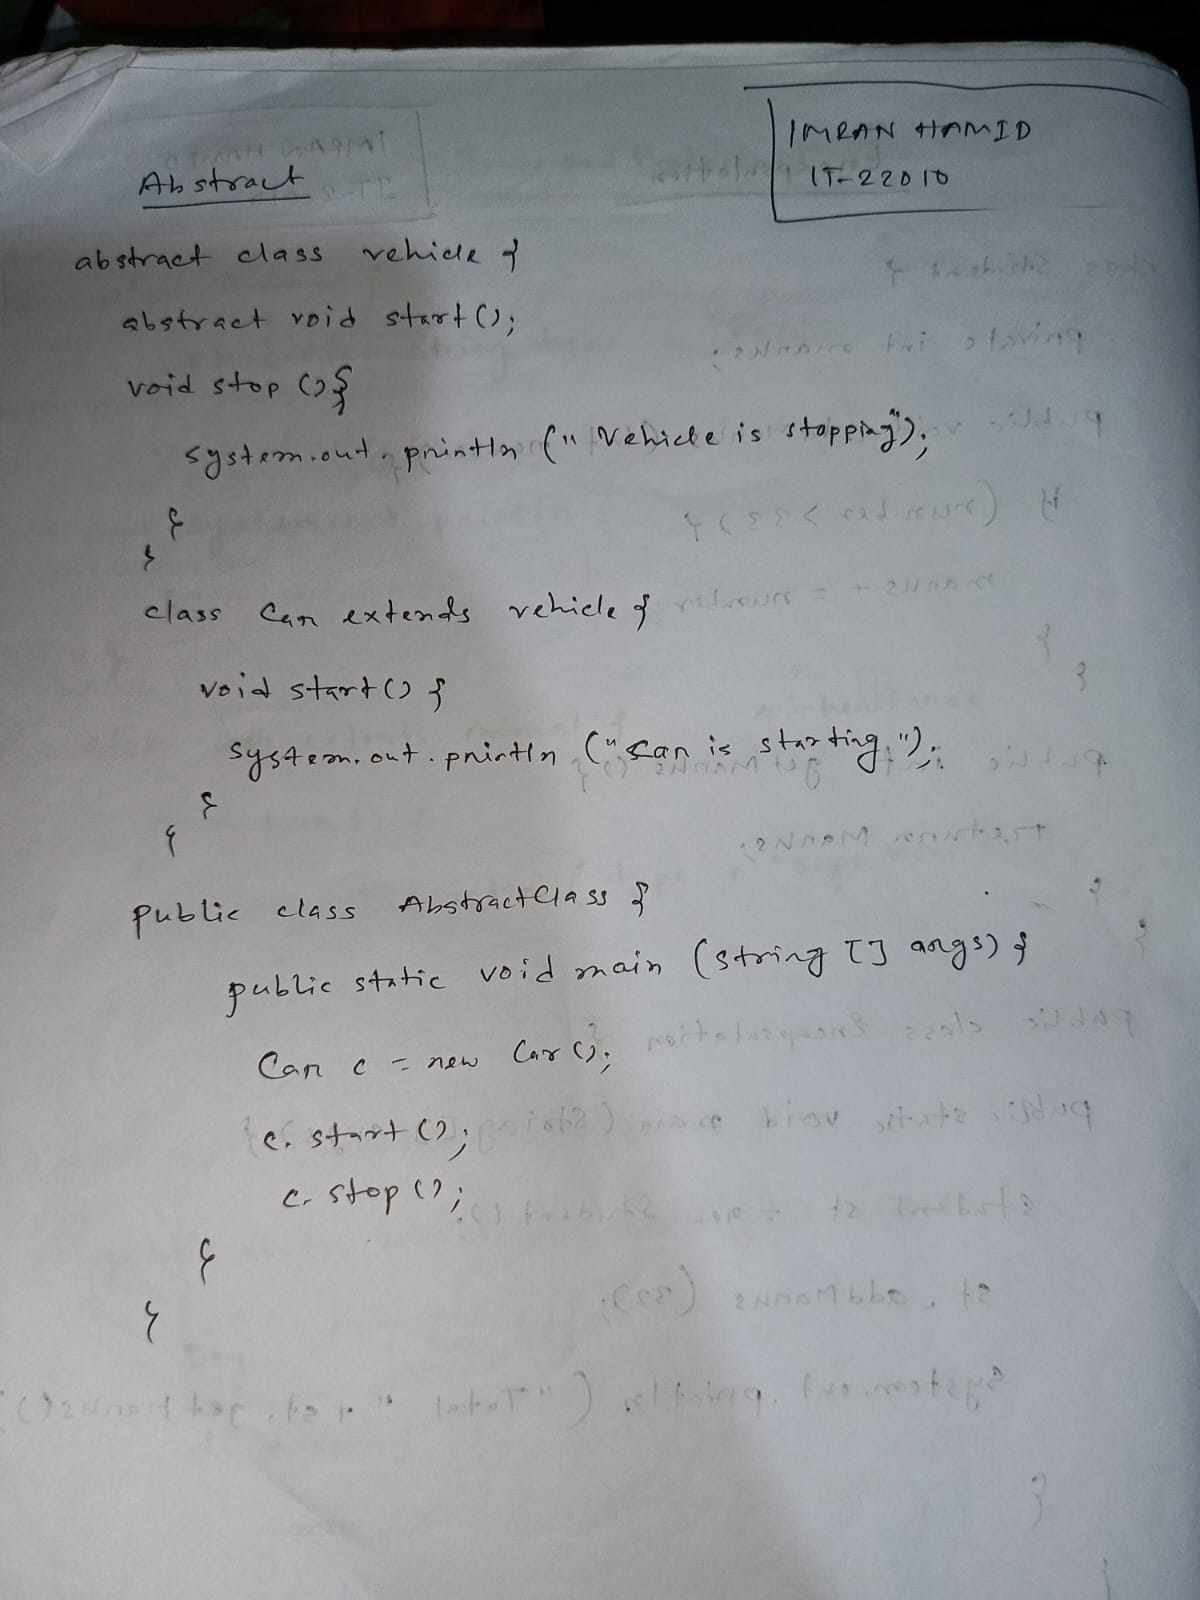 IMRAN HAMID
IT-22010
Abstract
abstract class vehicle {
abstract void start();
void stop () {
system.out.println (" Vehicle is stopping");
}
}
class Car extends vehicle {
void start() {
system.out.println ("Car is starting.");
}
}
public class AbstractClass {
public static void main (string [] args) {
Car c = new Car ();
c. start ();
c. stop ();
}
}